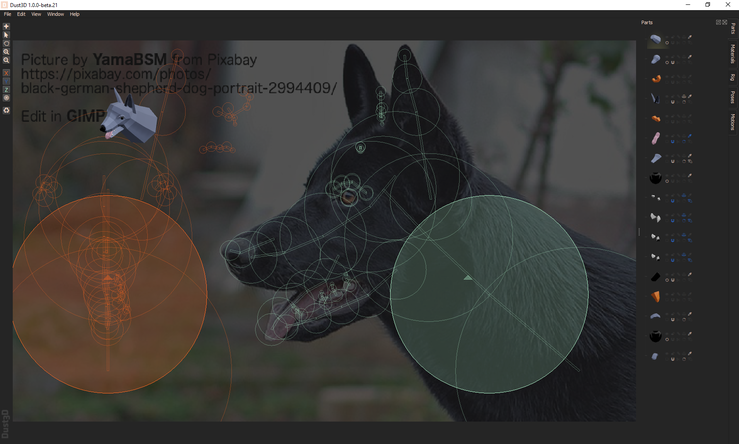 Dust3D 1.0.0-beta.21
File Edit View Window Help
Parts
Picture by YamaBSM from Pixabay
https://pixabay.com/photos/
black-german-shepherd-dog-portrait-2994409/
Edit in GIMP
Parts
Materials
Rig
Poses
Motions
Dust3D